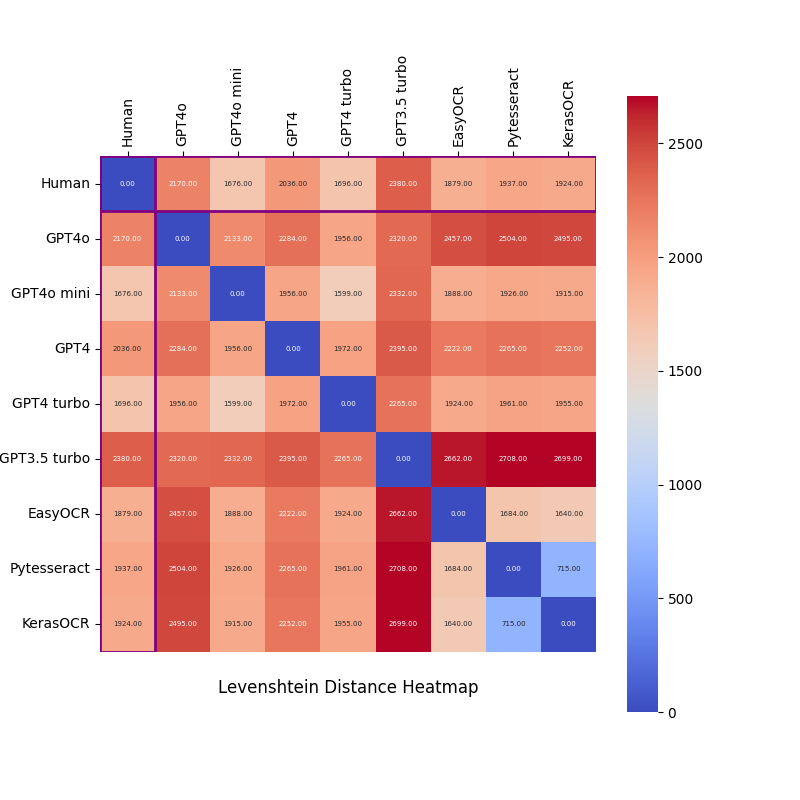 Human GPT4o GPT4o mini GPT4 GPT4 turbo GPT3.5 turbo EasyOCR Pytesseract KerasOCR
Human 0.00 2170.00 1676.00 2036.00 1696.00 2380.00 1879.00 1937.00 1924.00
GPT4o 2170.00 0.00 2133.00 2284.00 1956.00 2320.00 2457.00 2504.00 2495.00
GPT4o mini 1676.00 2133.00 0.00 1956.00 1599.00 2332.00 1888.00 1926.00 1915.00
GPT4 2036.00 2284.00 1956.00 0.00 1972.00 2395.00 2222.00 2265.00 2252.00
GPT4 turbo 1696.00 1956.00 1599.00 1972.00 0.00 2265.00 1924.00 1961.00 1955.00
GPT3.5 turbo 2380.00 2320.00 2332.00 2395.00 2265.00 0.00 2662.00 2708.00 2699.00
EasyOCR 1879.00 2457.00 1888.00 2222.00 1924.00 2662.00 0.00 1684.00 1640.00
Pytesseract 1937.00 2504.00 1926.00 2265.00 1961.00 2708.00 1684.00 0.00 715.00
KerasOCR 1924.00 2495.00 1915.00 2252.00 1955.00 2699.00 1640.00 715.00 0.00
Levenshtein Distance Heatmap
2500
2000
1500
1000
500
0